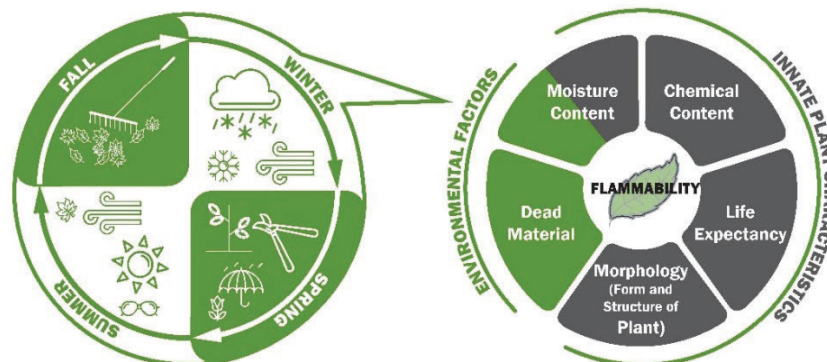 FALL
WINTER
SUMMER
SPRING
ENVIRONMENTAL FACTORS
INNATE PLANT CHARACTERISTICS
Moisture
Content
Chemical
Content
FLAMMABILITY
Dead
Material
Life
Expectancy
Morphology
(Form and
Structure of
Plant)